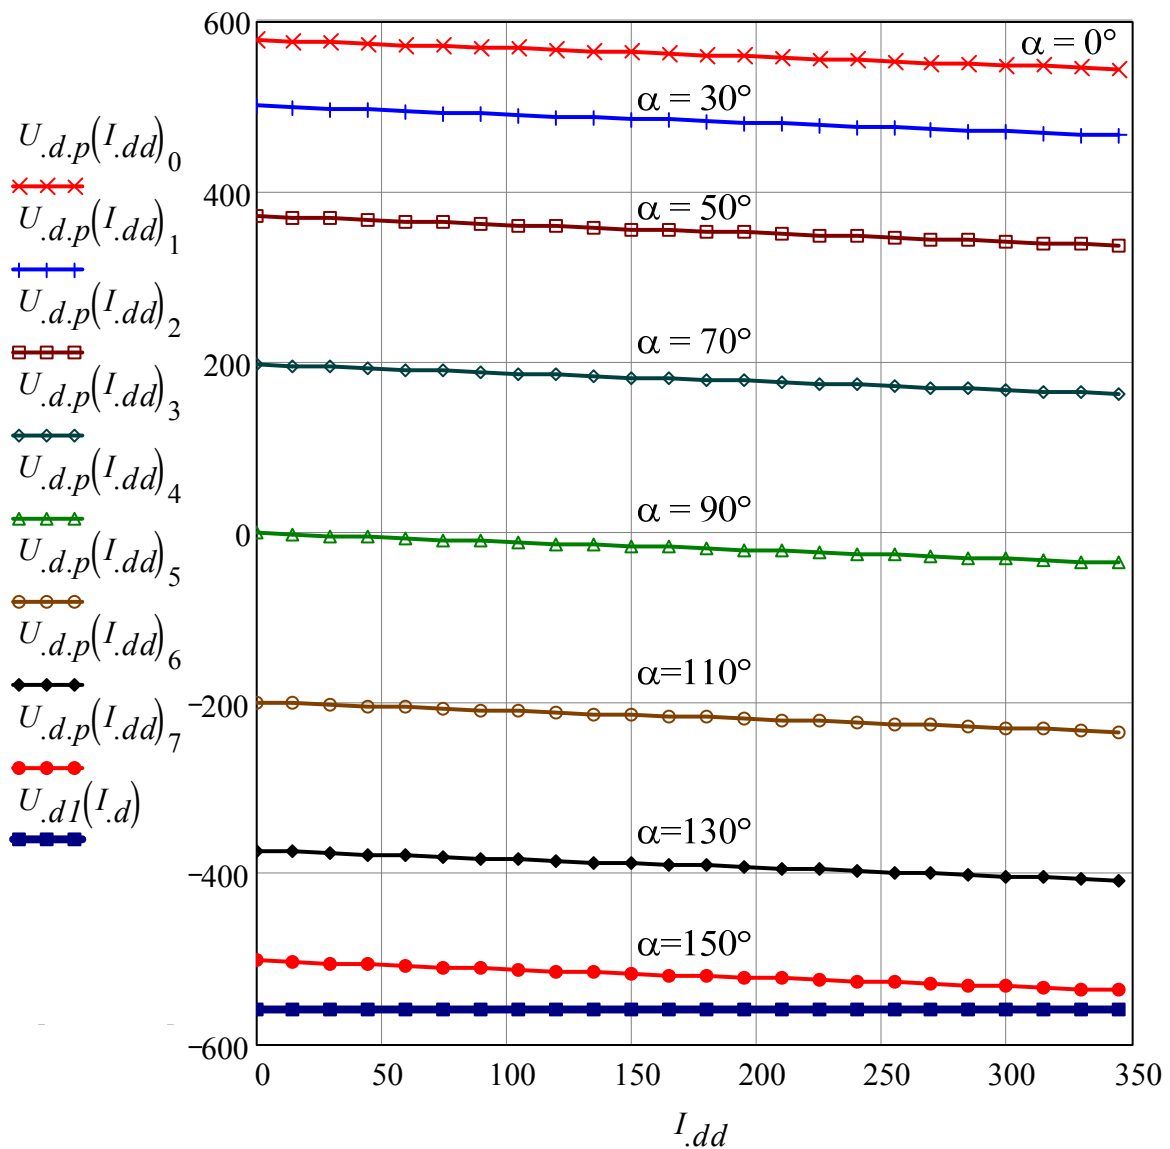 600
α = 0°
α = 30°
U.d.p(I.dd)0
400
α = 50°
U.d.p(I.dd)1
U.d.p(I.dd)2
200
α = 70°
U.d.p(I.dd)3
U.d.p(I.dd)4
0
α = 90°
U.d.p(I.dd)5
U.d.p(I.dd)6
α=110°
−200
U.d.p(I.dd)7
U.d1(I.d)
α=130°
−400
α=150°
−600
0 50 100 150 200 250 300 350
I.dd